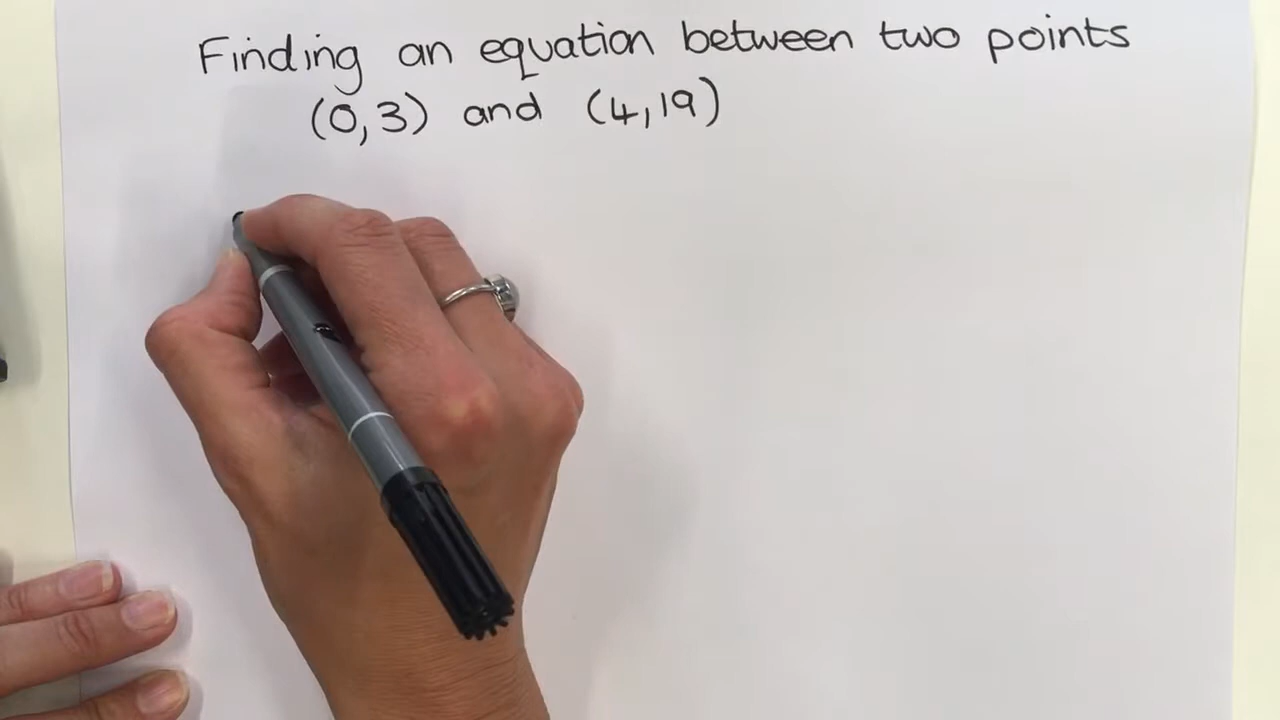 Finding an equation between two points
(0,3) and (4,19)